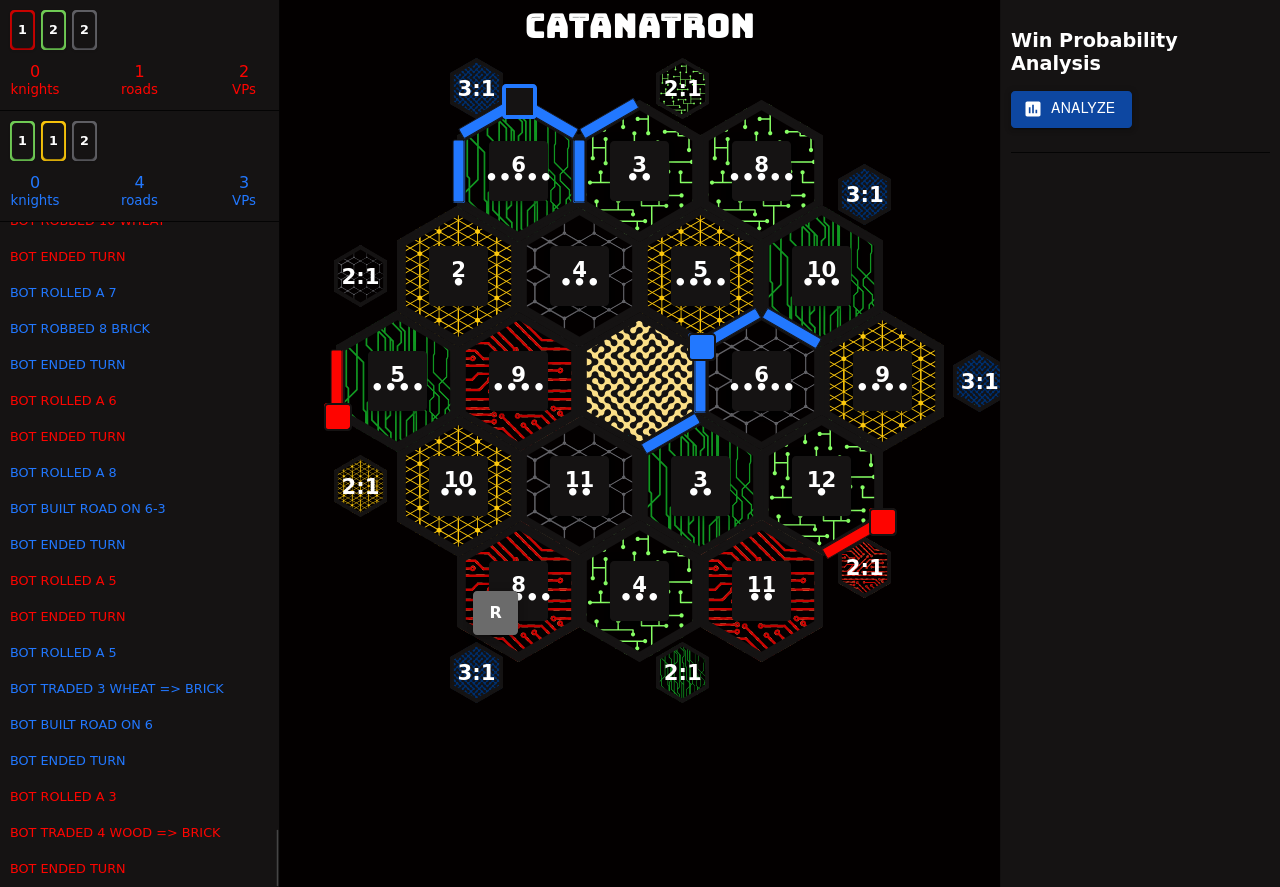 CATANATRON
1 2 2
0 1 2
knights roads VPs
1 1 2
0 4 3
knights roads VPs
BOT ROBBED 10 WHEAT
BOT ENDED TURN
BOT ROLLED A 7
BOT ROBBED 8 BRICK
BOT ENDED TURN
BOT ROLLED A 6
BOT ENDED TURN
BOT ROLLED A 8
BOT BUILT ROAD ON 6-3
BOT ENDED TURN
BOT ROLLED A 5
BOT ENDED TURN
BOT ROLLED A 5
BOT TRADED 3 WHEAT => BRICK
BOT BUILT ROAD ON 6
BOT ENDED TURN
BOT ROLLED A 3
BOT TRADED 4 WOOD => BRICK
BOT ENDED TURN
3:1 2:1
6 3 8
3:1
2:1 2 4 5 10
5 9 6 9 3:1
2:1 10 11 3 12
2:1
8 4 11
R
3:1 2:1
Win Probability
Analysis
ANALYZE